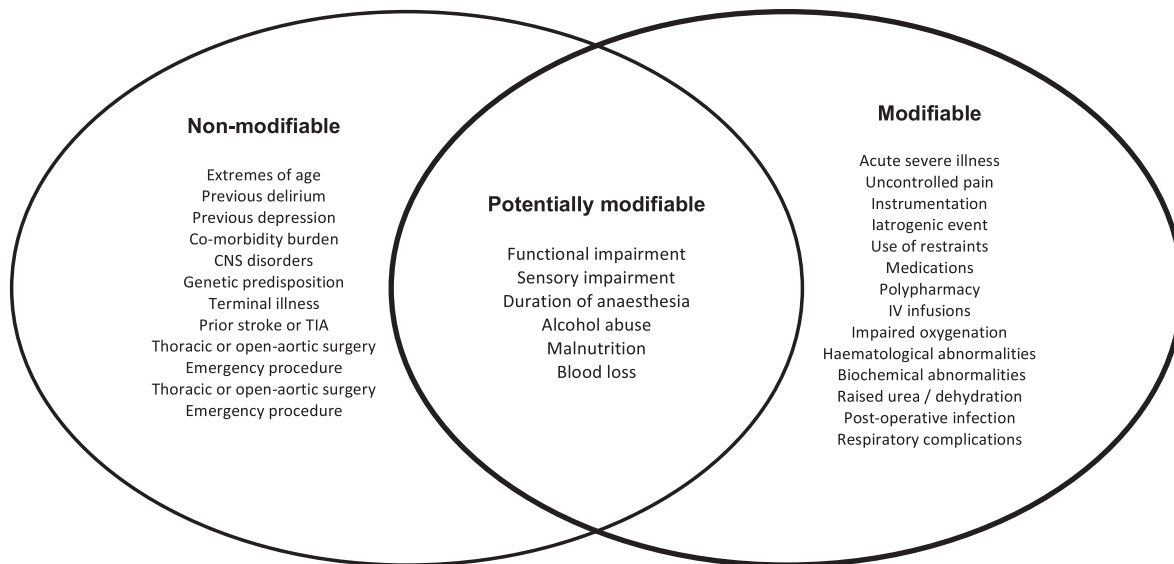 Non-modifiable
Extremes of age
Previous delirium
Previous depression
Co-morbidity burden
CNS disorders
Genetic predisposition
Terminal illness
Prior stroke or TIA
Thoracic or open-aortic surgery
Emergency procedure
Thoracic or open-aortic surgery
Emergency procedure
Potentially modifiable
Functional impairment
Sensory impairment
Duration of anaesthesia
Alcohol abuse
Malnutrition
Blood loss
Modifiable
Acute severe illness
Uncontrolled pain
Instrumentation
Iatrogenic event
Use of restraints
Medications
Polypharmacy
IV infusions
Impaired oxygenation
Haematological abnormalities
Biochemical abnormalities
Raised urea / dehydration
Post-operative infection
Respiratory complications